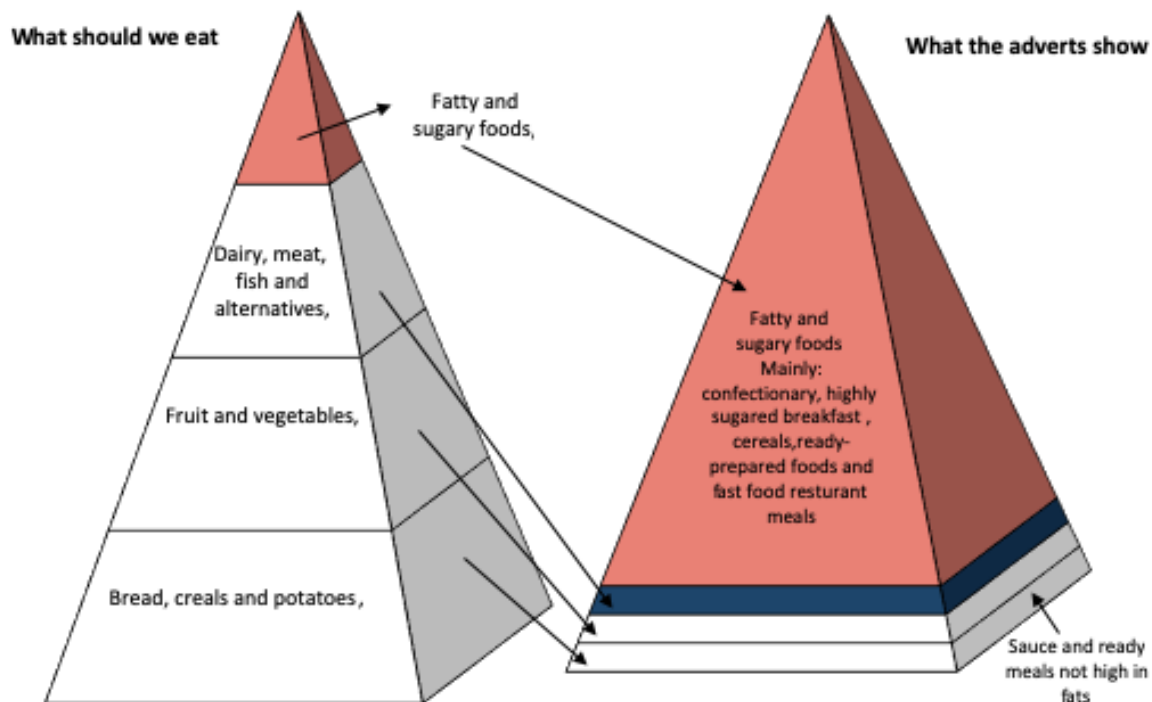 What should we eat
What the adverts show
Fatty and
sugary foods,
Dairy, meat,
fish and
alternatives,
Fruit and vegetables,
Bread, creals and potatoes,
Fatty and
sugary foods
Mainly:
confectionary, highly
sugared breakfast ,
cereals,ready-
prepared foods and
fast food resturant
meals
Sauce and ready
meals not high in
fats